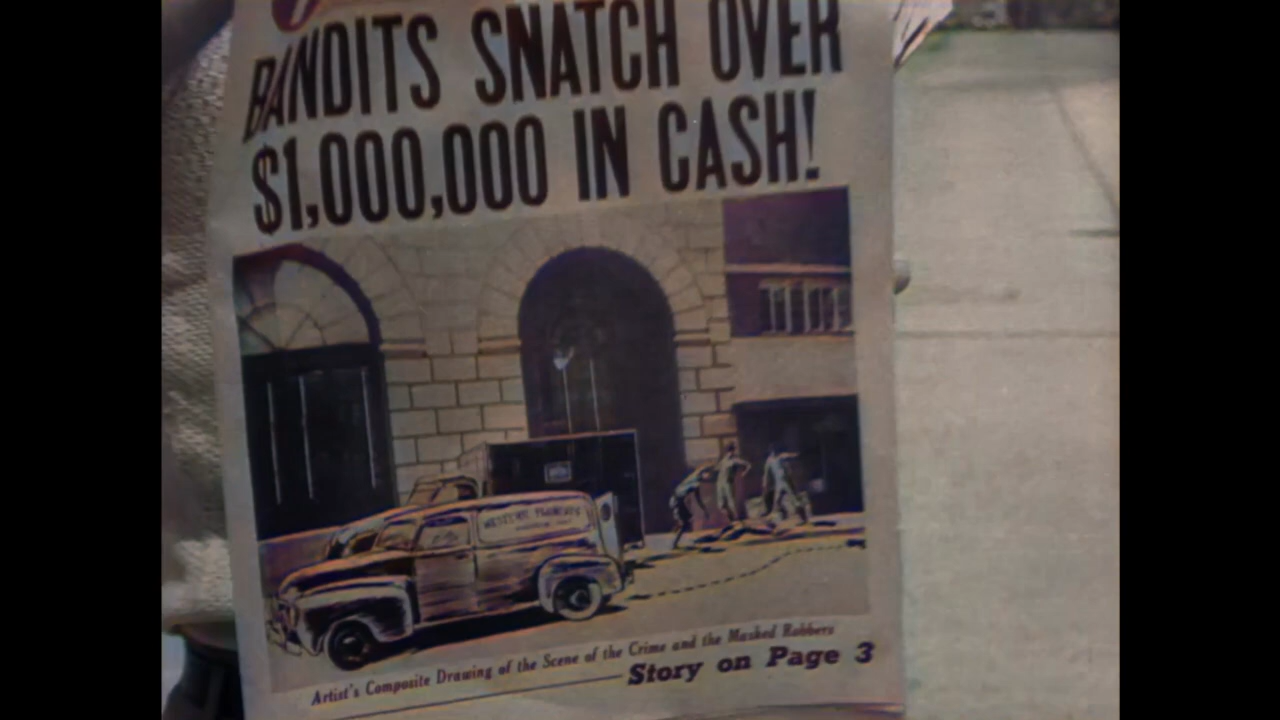 BANDITS SNATCH OVER
$1,000,000 IN CASH!
Artist's Composite Drawing of the Scene of the Crime and the Masked Robbers
Story on Page 3